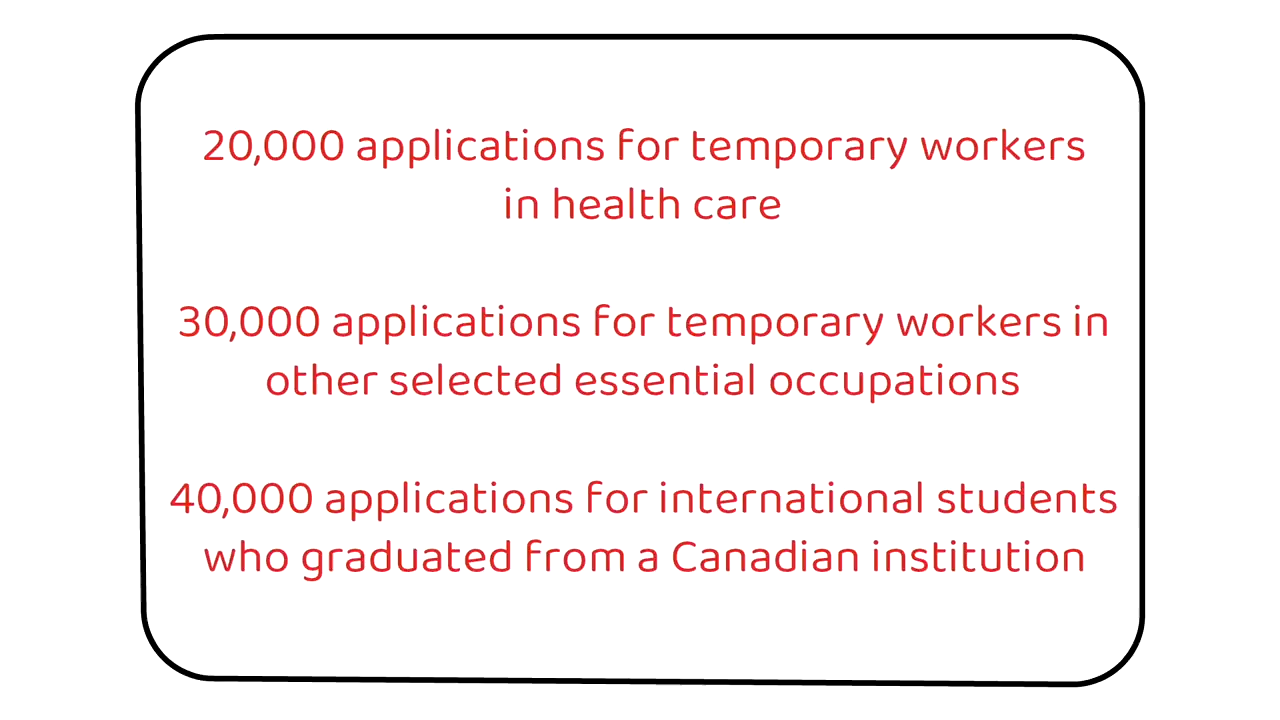 20,000 applications for temporary workers
in health care
30,000 applications for temporary workers in
other selected essential occupations
40,000 applications for international students
who graduated from a Canadian institution